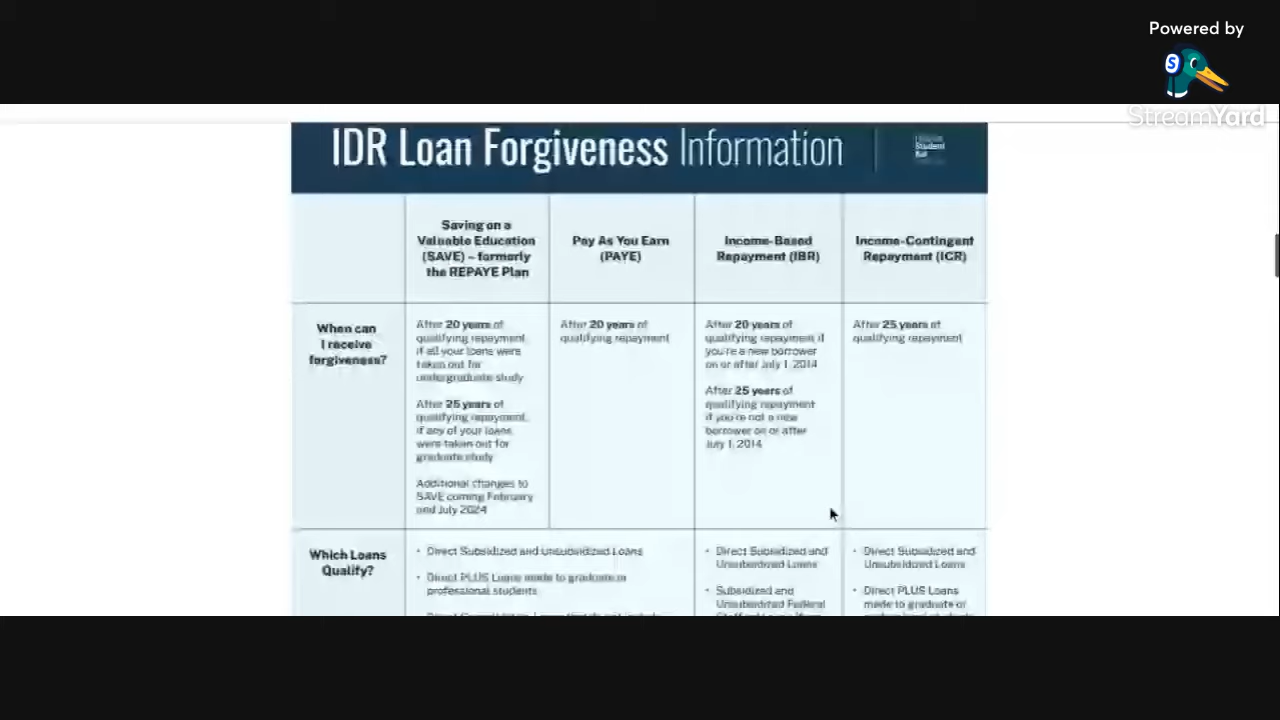 Powered by
S
StreamYard
IDR Loan Forgiveness Information
Student
Saving on a
Valuable Education
(SAVE) – formerly
the REPAYE Plan
Pay As You Earn
(PAYE)
Income-Based
Repayment (IBR)
Income-Contingent
Repayment (ICR)
When can
I receive
forgiveness?
After 20 years of
qualifying repayment
if all your loans were
taken out for
undergraduate study
After 25 years of
qualifying repayment
if any of your loans
were taken out for
graduate study
Additional changes to
SAVE coming February
and July 2024
After 20 years of
qualifying repayment
After 20 years of
qualifying repayment if
you're a new borrower
on or after July 1, 2014
After 25 years of
qualifying repayment
if you're not a new
borrower on or after
July 1, 2014
After 25 years of
qualifying repayment
Which Loans
Qualify?
• Direct Subsidized and Unsubsidized Loans
• Direct PLUS Loans made to graduate or
professional students
• Direct Subsidized and
Unsubsidized Loans
• Subsidized and
Unsubsidized Federal
• Direct Subsidized and
Unsubsidized Loans
• Direct PLUS Loans
made to graduate or